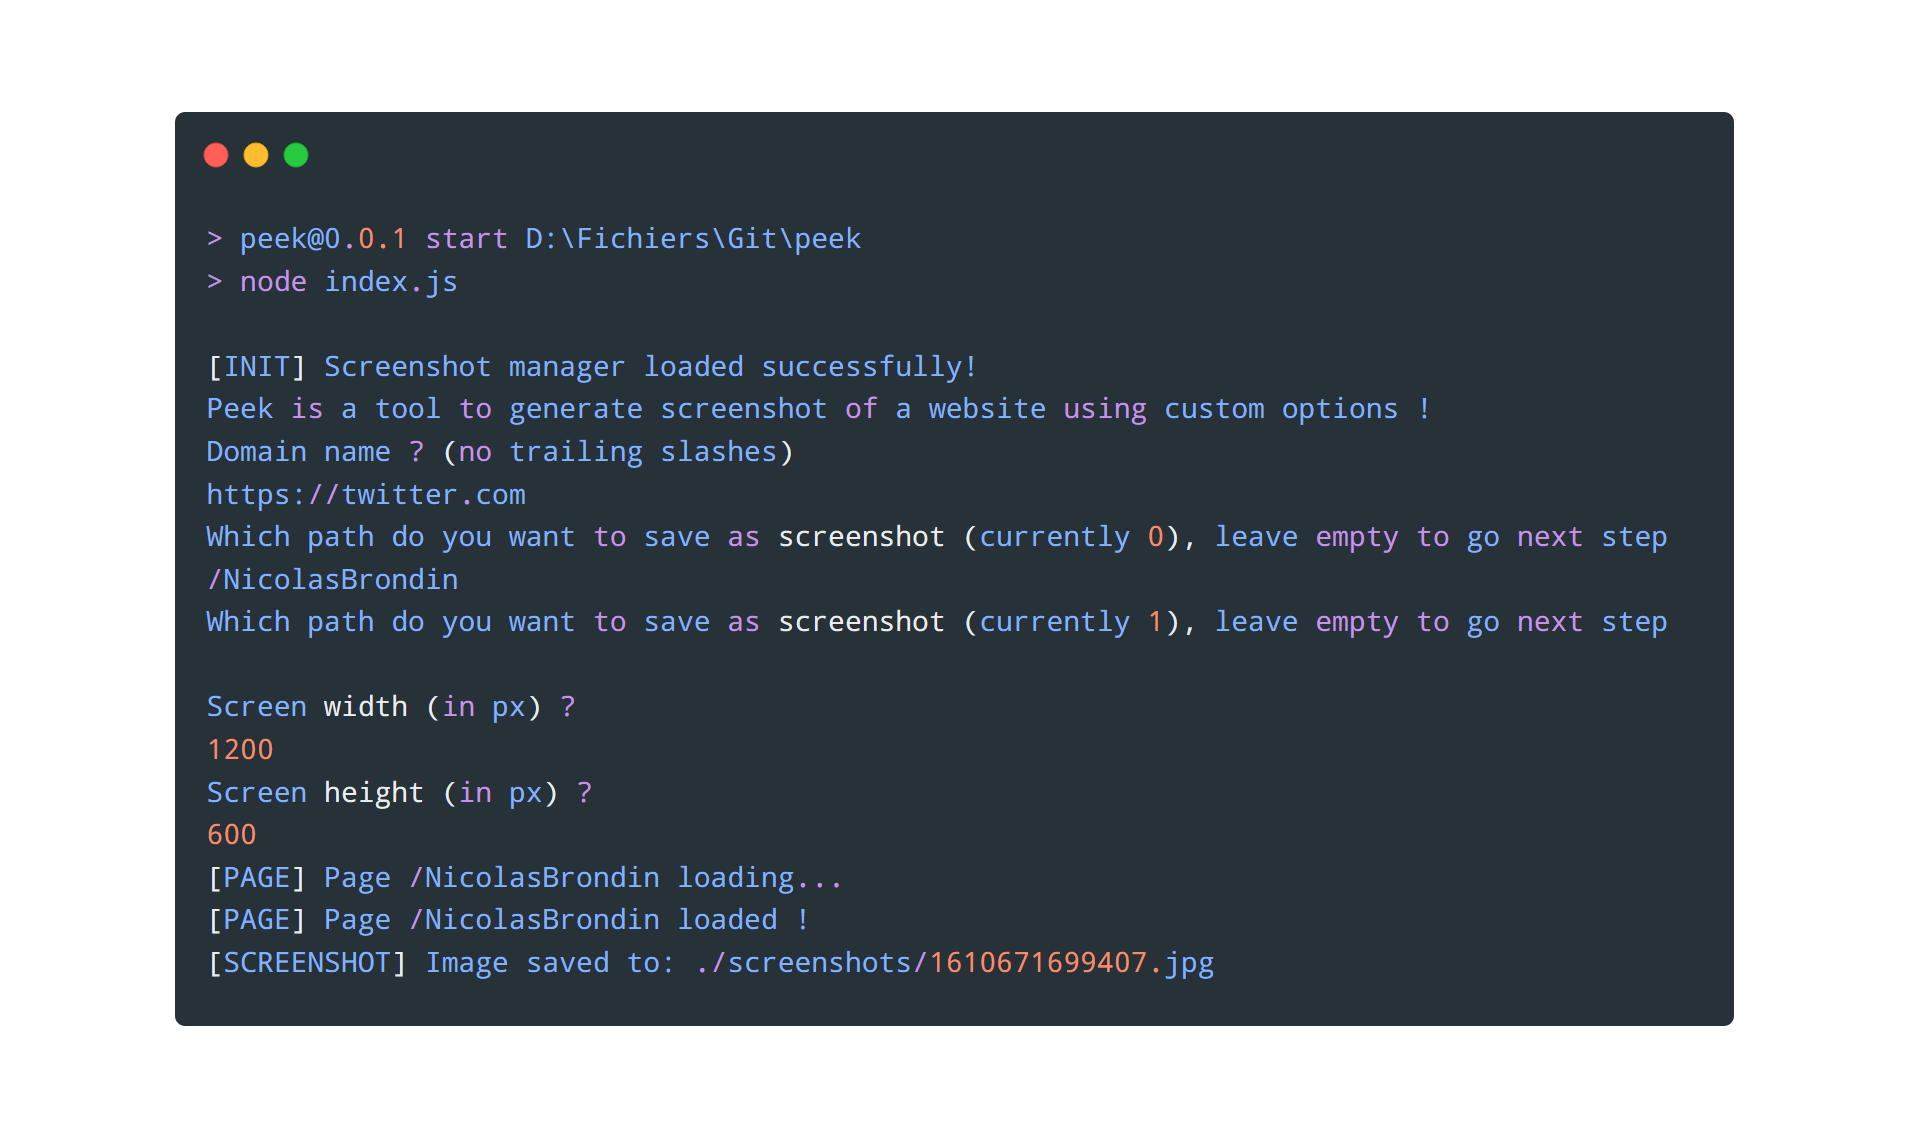 > peek@0.0.1 start D:\Fichiers\Git\peek
> node index.js
[INIT] Screenshot manager loaded successfully!
Peek is a tool to generate screenshot of a website using custom options !
Domain name ? (no trailing slashes)
https://twitter.com
Which path do you want to save as screenshot (currently 0), leave empty to go next step
/NicolasBrondin
Which path do you want to save as screenshot (currently 1), leave empty to go next step
Screen width (in px) ?
1200
Screen height (in px) ?
600
[PAGE] Page /NicolasBrondin loading...
[PAGE] Page /NicolasBrondin loaded !
[SCREENSHOT] Image saved to: ./screenshots/1610671699407.jpg